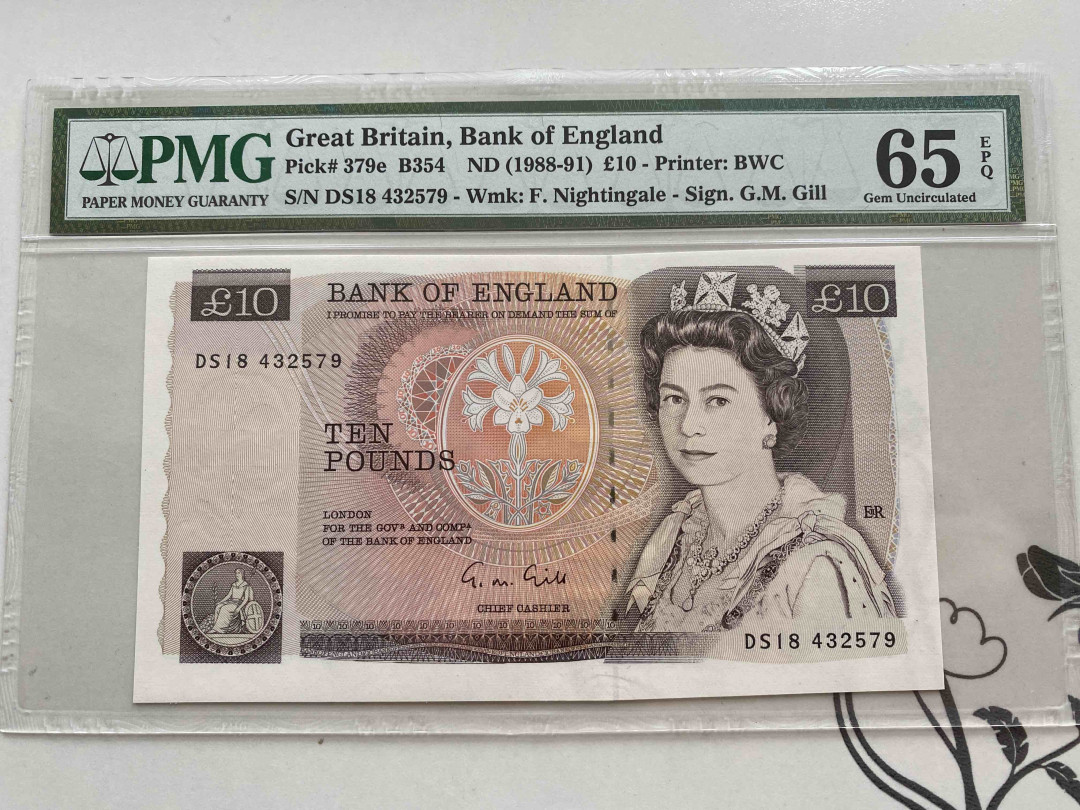 PMG
PAPER MONEY GUARANTY
Great Britain, Bank of England
Pick# 379e B354 ND (1988-91) £10 - Printer: BWC
S/N DS18 432579 - Wmk: F. Nightingale - Sign. G.M. Gill
65
EPQ
Gem Uncirculated
£10
BANK OF ENGLAND
£10
I PROMISE TO PAY THE BEARER ON DEMAND THE SUM OF
DS18 432579
TEN
POUNDS
LONDON
FOR THE GOVR AND COMPA
OF THE BANK OF ENGLAND
EIIR
G. M. Gill
CHIEF CASHIER
DS18 432579